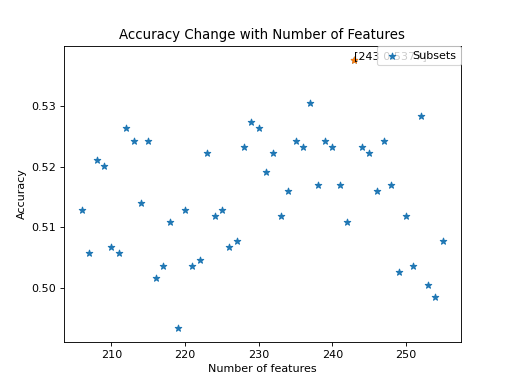 Accuracy Change with Number of Features
[243
Subsets
0.53
0.52
0.51
0.50
Accuracy
210
220
230
240
250
Number of features